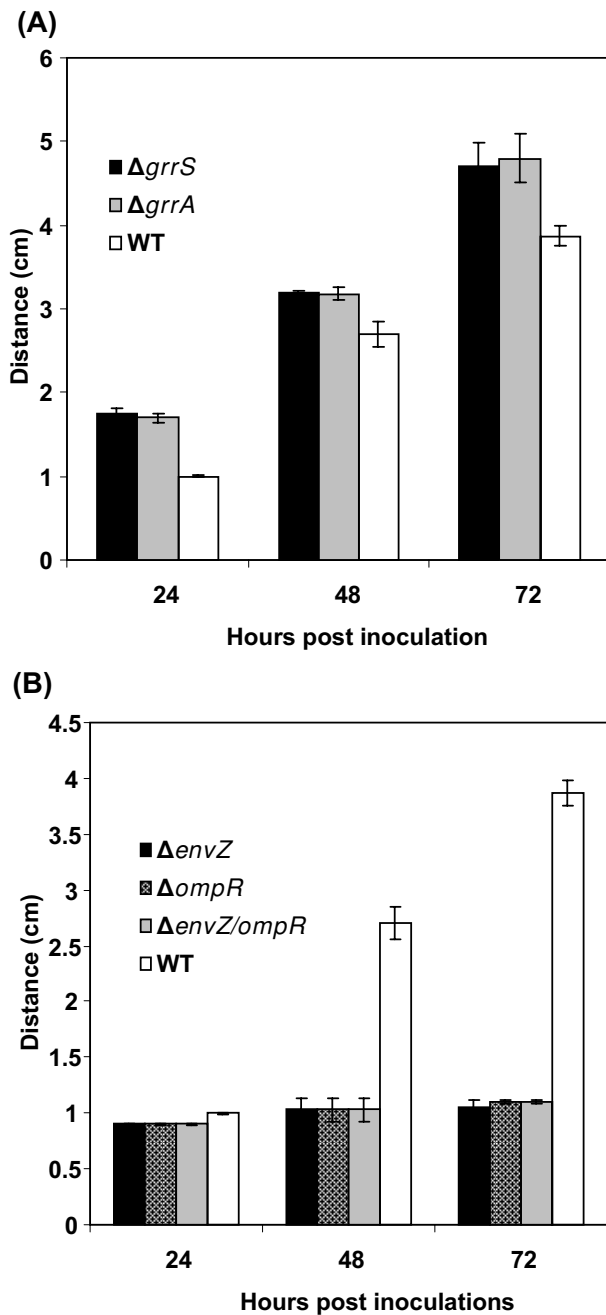 (A)
6
5
4
3
2
1
0
Distance (cm)
ΔgrrS
ΔgrrA
WT
24 48 72
Hours post inoculation
(B)
4.5
4
3.5
3
2.5
2
1.5
1
0.5
0
Distance (cm)
ΔenvZ
ΔompR
ΔenvZ/ompR
WT
24 48 72
Hours post inoculations